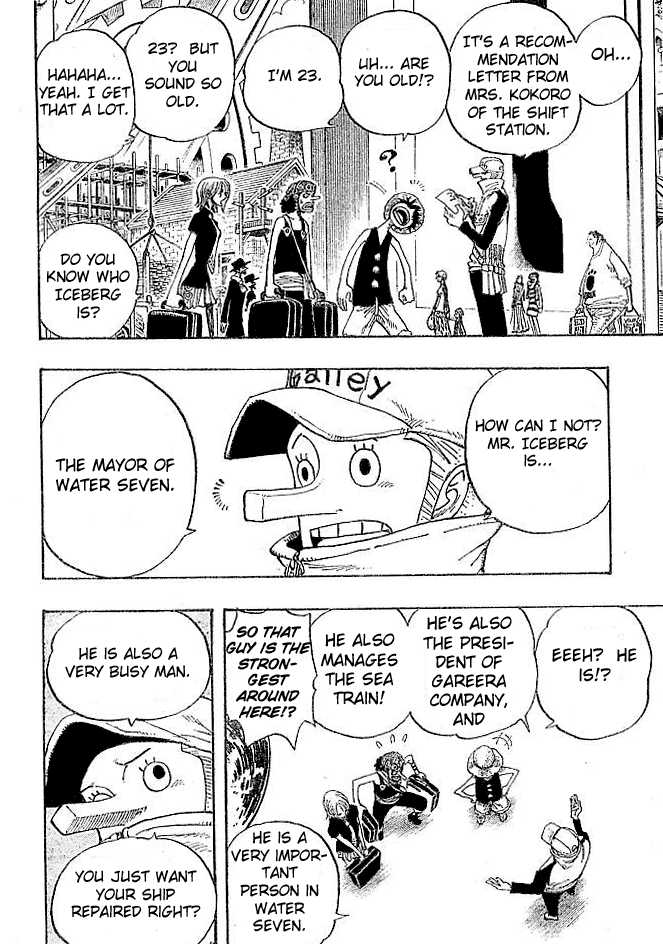 OH...
IT'S A RECOM-
MENDATION
LETTER FROM
MRS. KOKORO
OF THE SHIFT
STATION.
UH... ARE
YOU OLD!?
I'M 23.
23? BUT
YOU
SOUND SO
OLD.
HAHAHA...
YEAH. I GET
THAT A LOT.
?
DO YOU
KNOW WHO
ICEBERG
IS?
HOW CAN I NOT?
MR. ICEBERG
IS...
alley
THE MAYOR OF
WATER SEVEN.
EEEH? HE
IS!?
HE'S ALSO
THE PRESI-
DENT OF
GAREERA
COMPANY,
AND
HE ALSO
MANAGES
THE SEA
TRAIN!
SO THAT
GUY IS THE
STRON-
GEST
AROUND
HERE!?
HE IS A
VERY IMPOR-
TANT
PERSON IN
WATER
SEVEN.
HE IS ALSO A
VERY BUSY MAN.
YOU JUST WANT
YOUR SHIP
REPAIRED RIGHT?